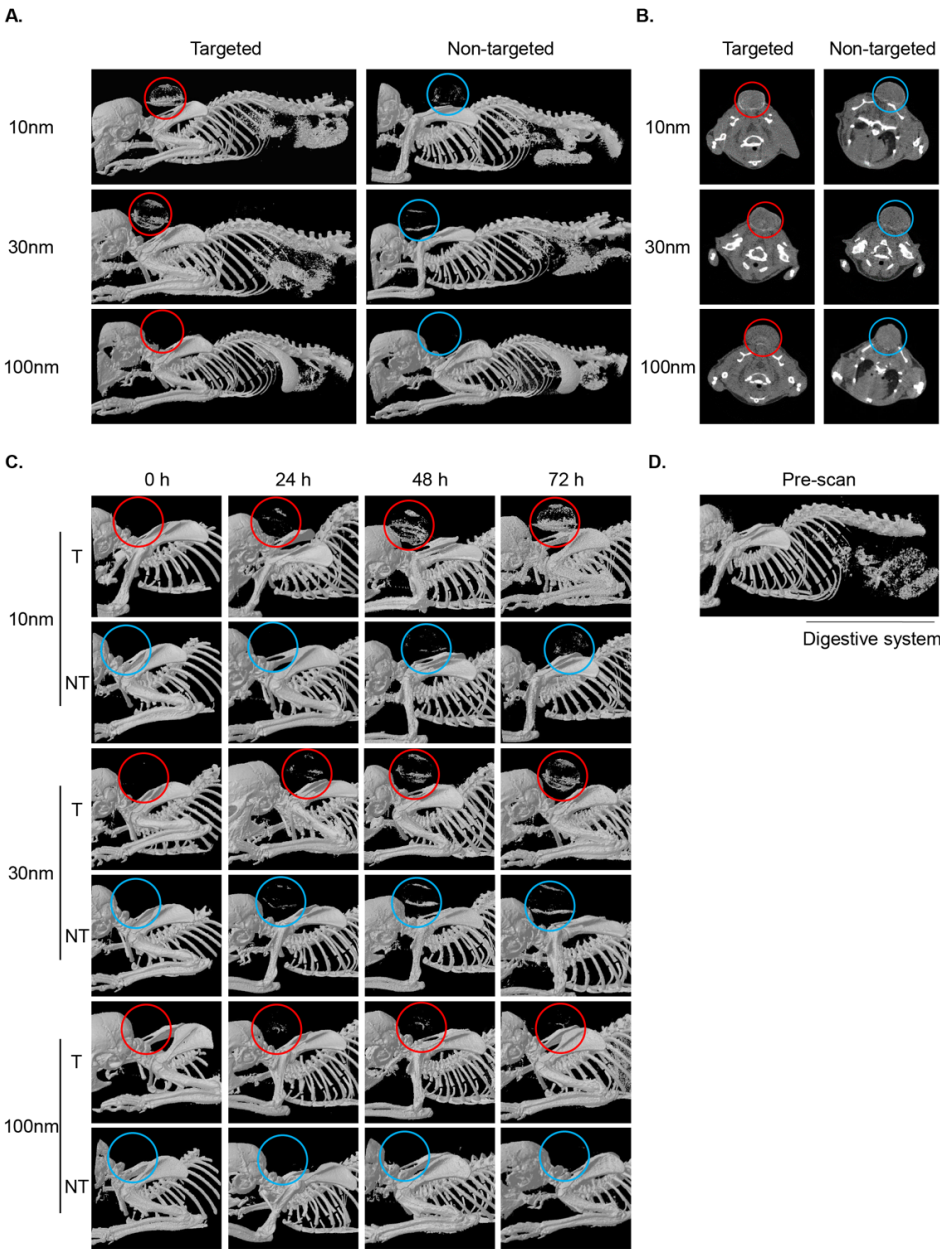 A.
Targeted Non-targeted
10nm
30nm
100nm
B.
Targeted Non-targeted
10nm
30nm
100nm
C.
0 h 24 h 48 h 72 h
10nm
T
NT
30nm
T
NT
100nm
T
NT
D.
Pre-scan
Digestive system